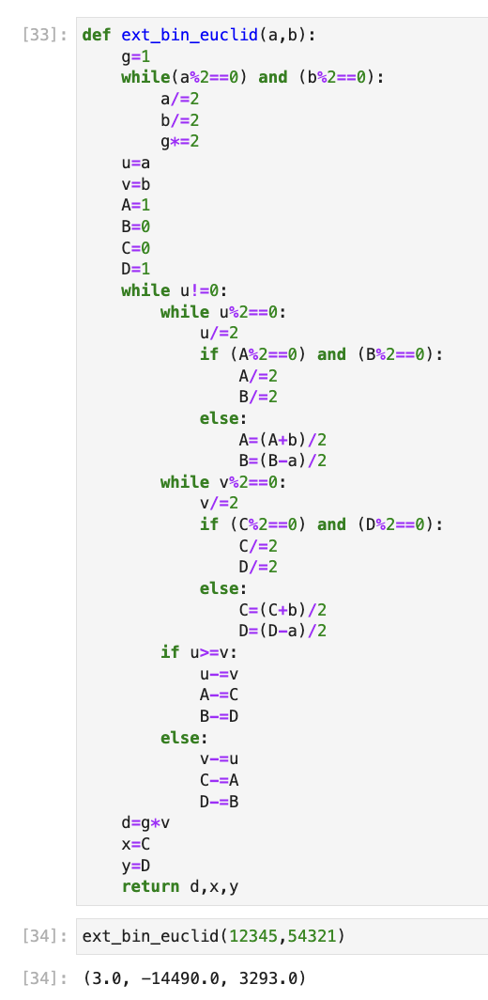 [33]: def ext_bin_euclid(a,b):
    g=1
    while(a%2==0) and (b%2==0):
        a/=2
        b/=2
        g*=2
    u=a
    v=b
    A=1
    B=0
    C=0
    D=1
    while u!=0:
        while u%2==0:
            u/=2
            if (A%2==0) and (B%2==0):
                A/=2
                B/=2
            else:
                A=(A+b)/2
                B=(B-a)/2
        while v%2==0:
            v/=2
            if (C%2==0) and (D%2==0):
                C/=2
                D/=2
            else:
                C=(C+b)/2
                D=(D-a)/2
        if u>=v:
            u-=v
            A-=C
            B-=D
        else:
            v-=u
            C-=A
            D-=B
    d=g*v
    x=C
    y=D
    return d,x,y
[34]: ext_bin_euclid(12345,54321)
[34]: (3.0, -14490.0, 3293.0)